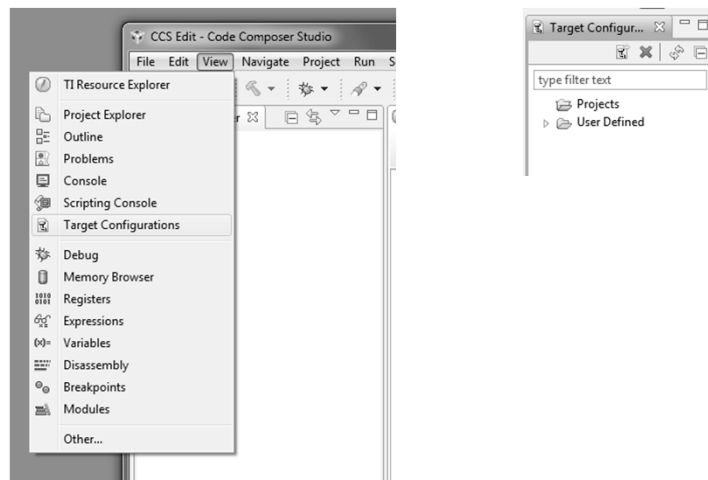 CCS Edit - Code Composer Studio
File Edit View Navigate Project Run S
TI Resource Explorer
Project Explorer
Outline
Problems
Console
Scripting Console
Target Configurations
Debug
Memory Browser
1010
0101
Registers
Expressions
(x)= Variables
Disassembly
Breakpoints
Modules
Other...
r
Target Configur...
type filter text
Projects
User Defined